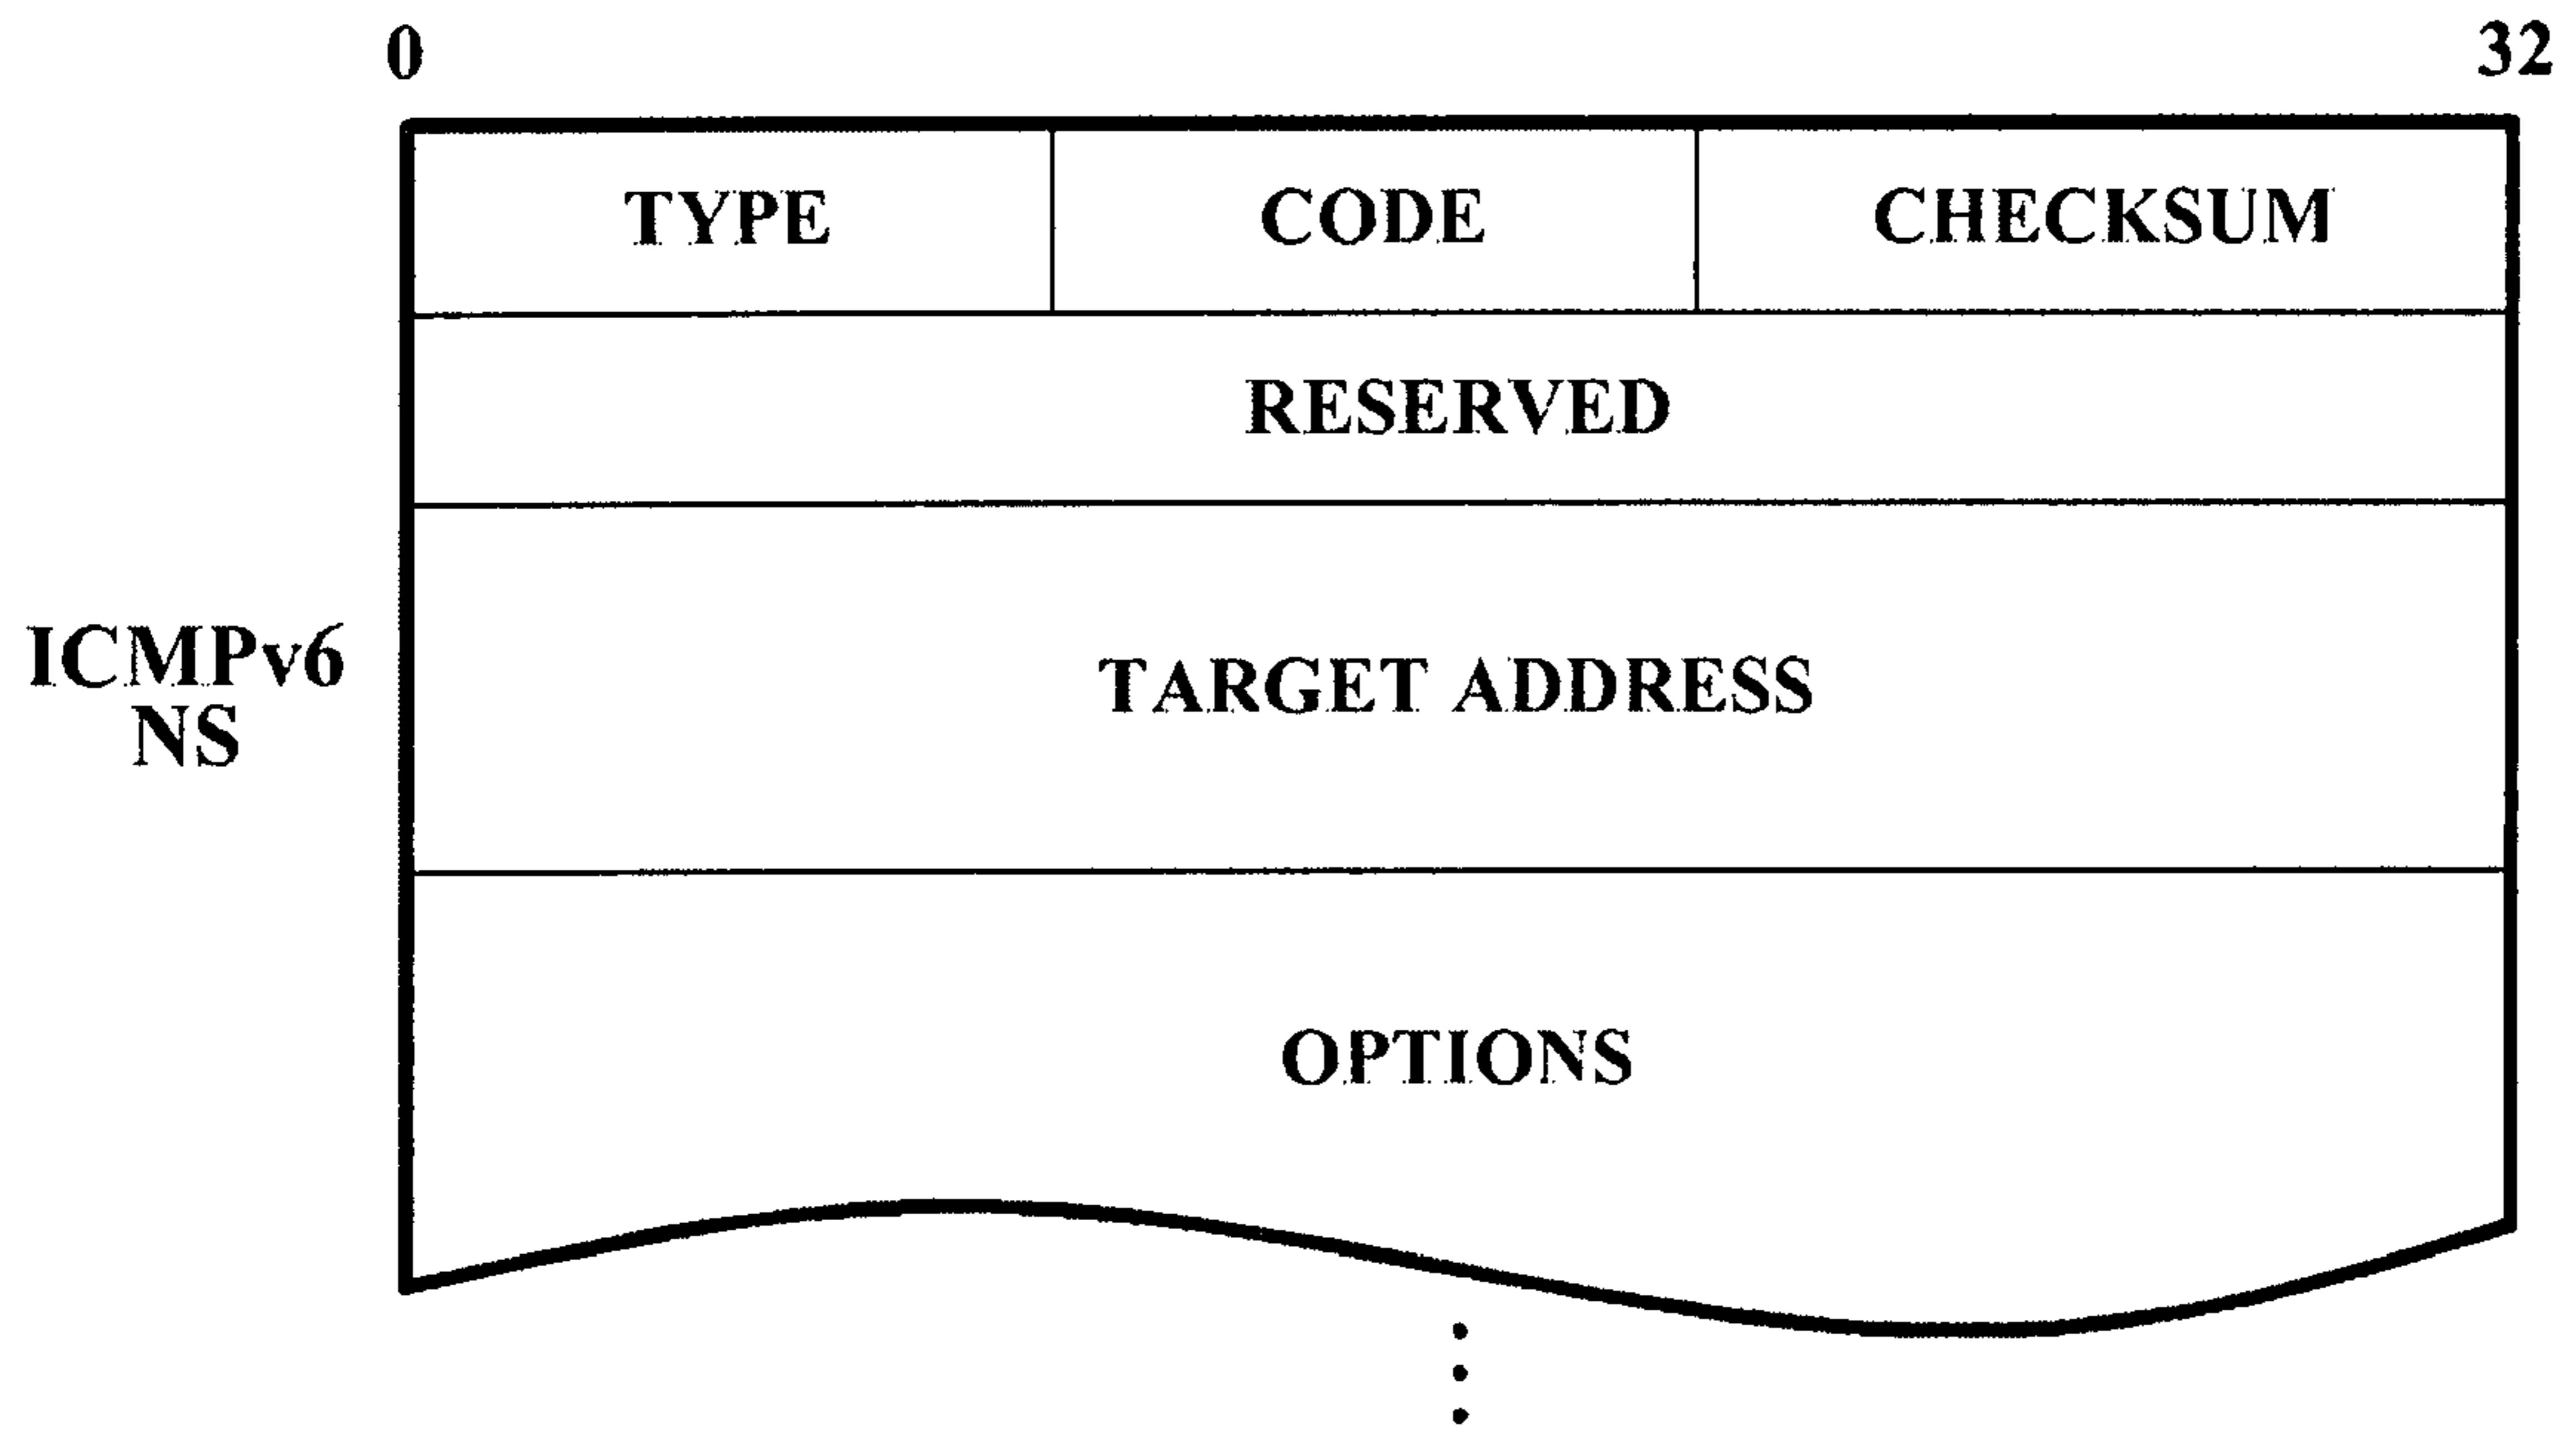 0 32
TYPE CODE CHECKSUM
RESERVED
TARGET ADDRESS
ICMPv6
NS
OPTIONS